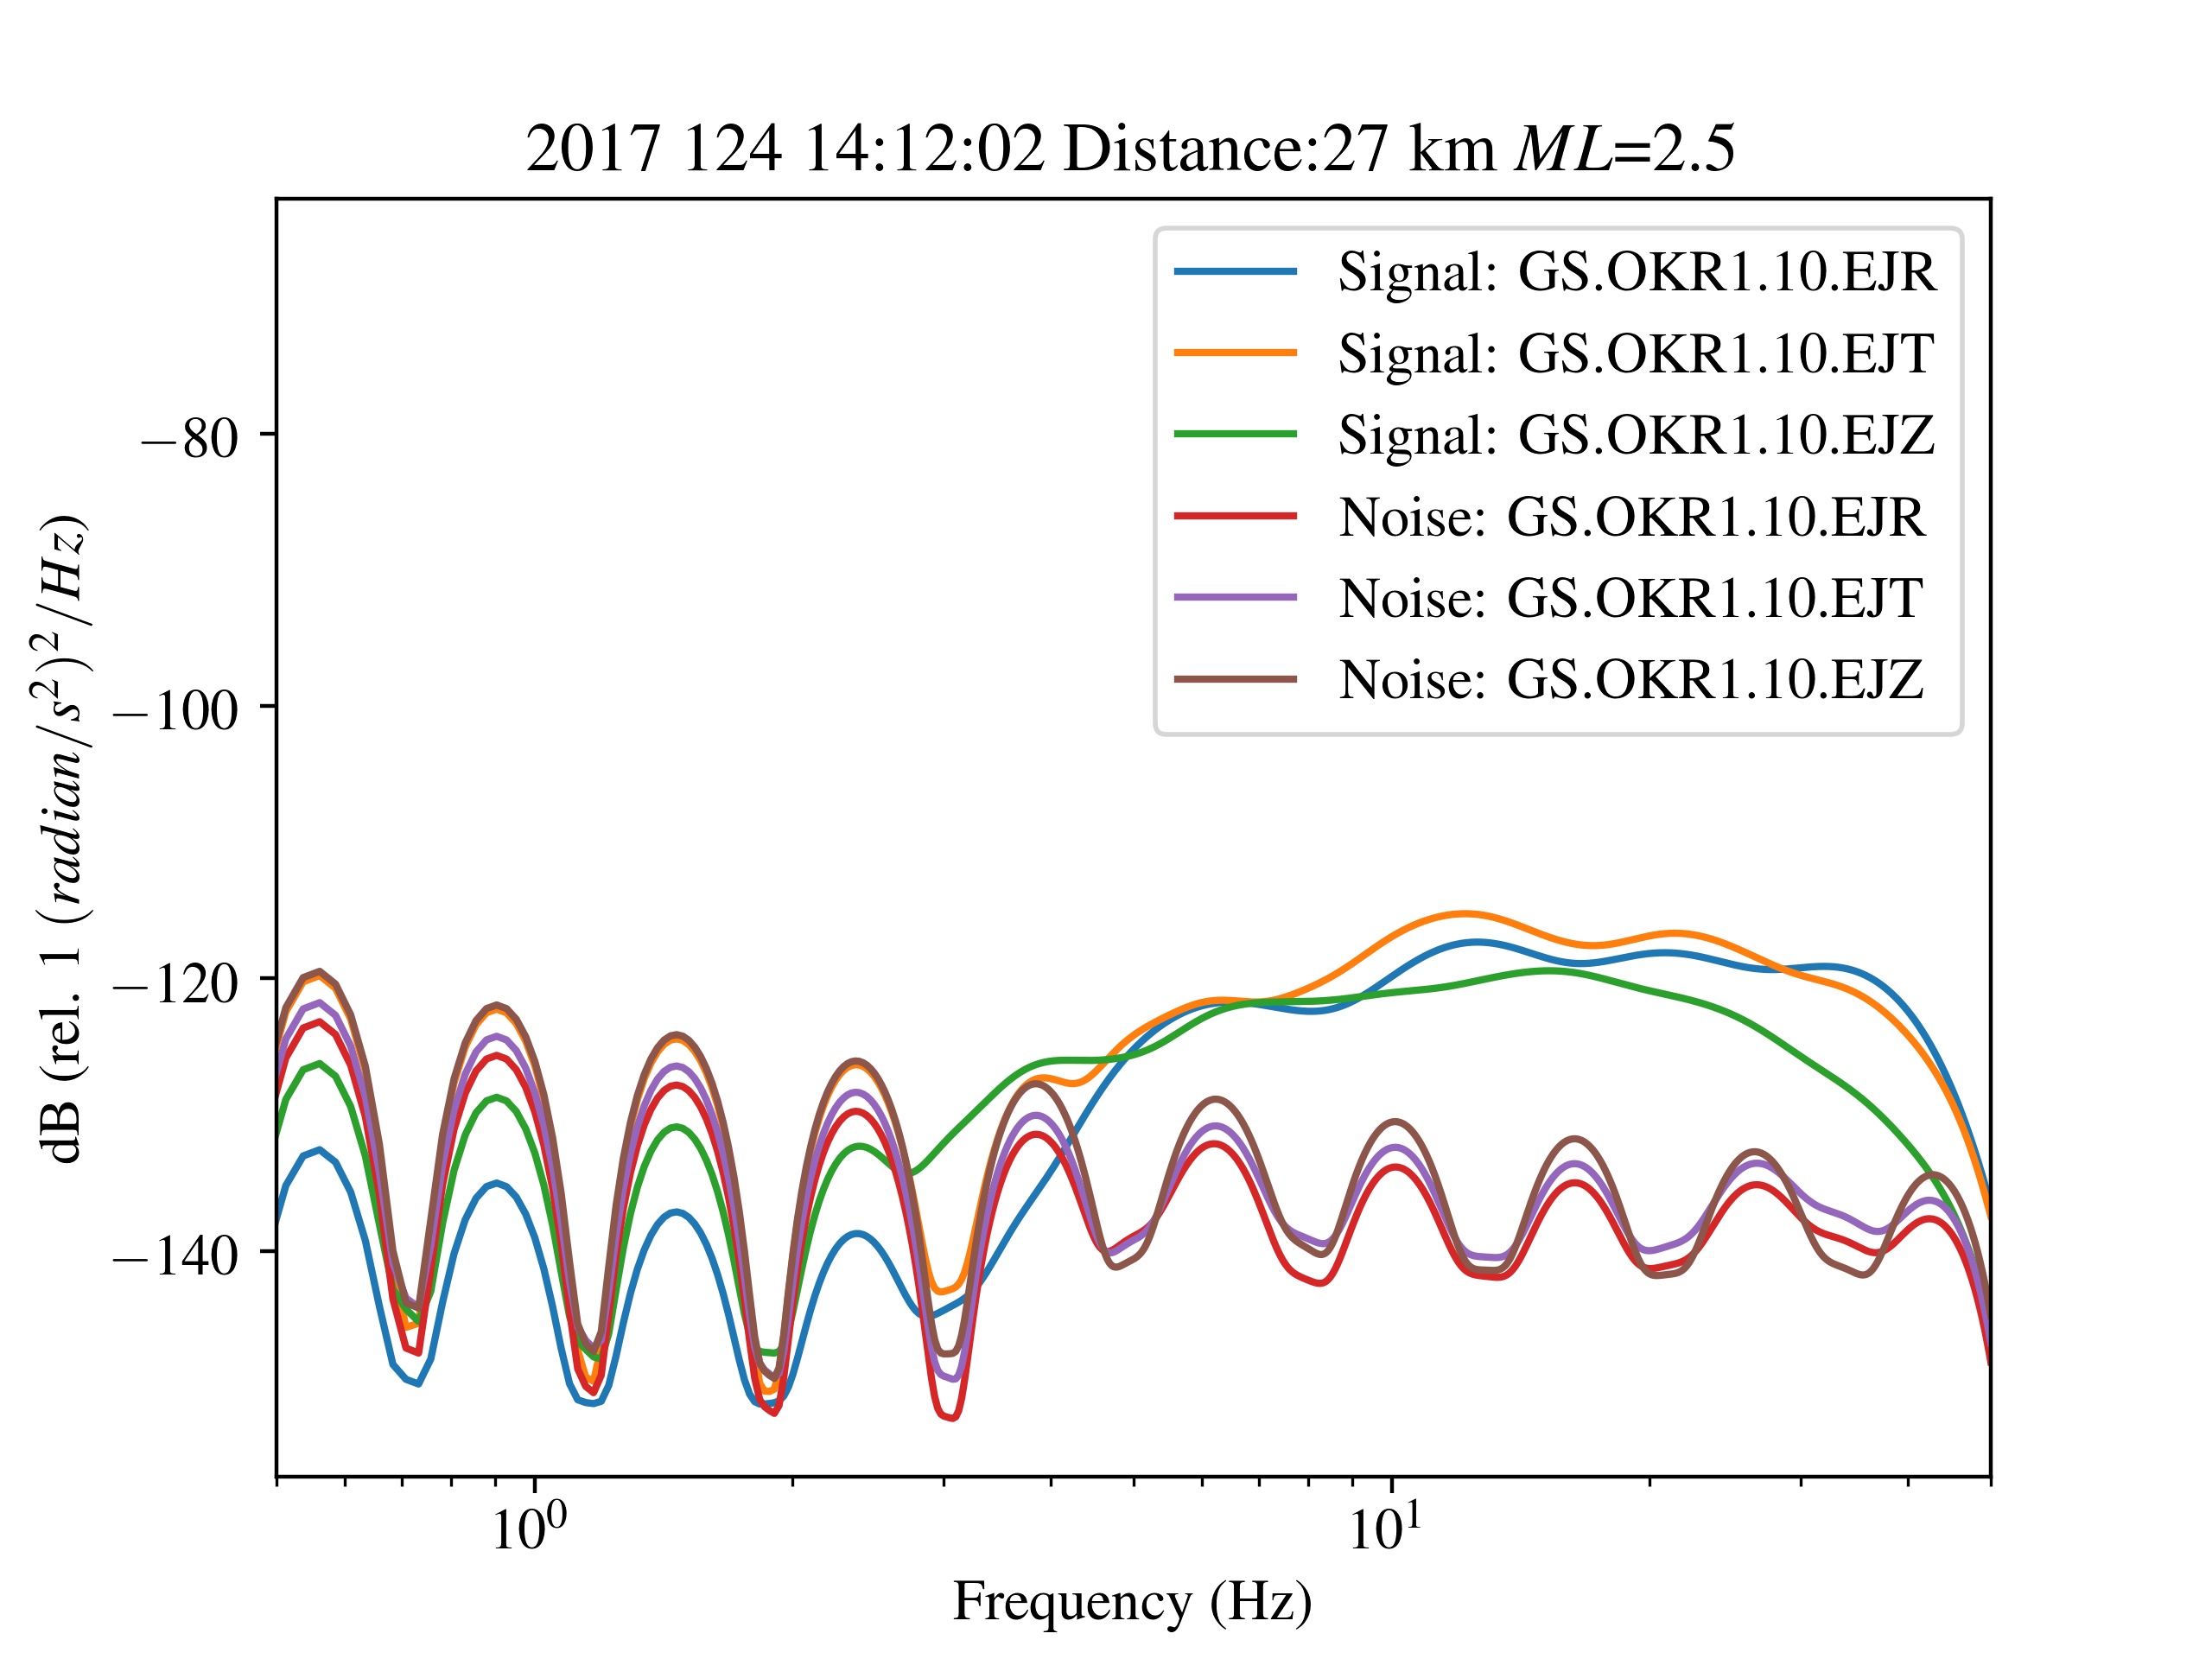 2017 124 14:12:02 Distance:27 km ML=2.5
Signal: GS.OKR1.10.EJR
Signal: GS.OKR1.10.EJT
Signal: GS.OKR1.10.EJZ
Noise: GS.OKR1.10.EJR
Noise: GS.OKR1.10.EJT
Noise: GS.OKR1.10.EJZ
dB (rel. 1 (radian/s²)²/Hz)
−80
−100
−120
−140
10⁰
10¹
Frequency (Hz)